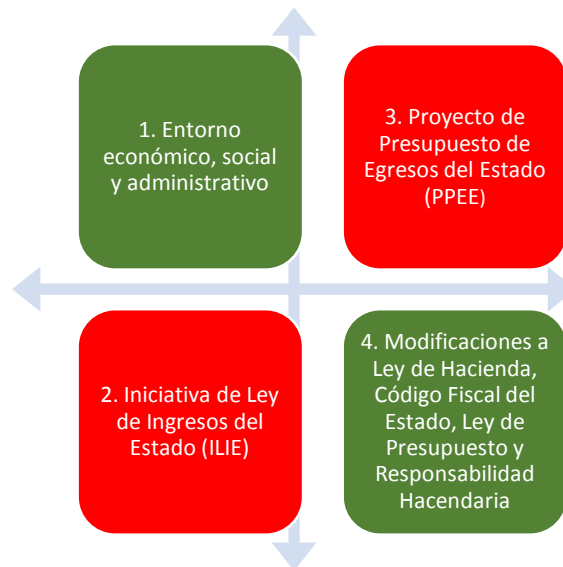 1. Entorno
económico, social
y administrativo
2. Iniciativa de Ley
de Ingresos del
Estado (ILIE)
3. Proyecto de
Presupuesto de
Egresos del Estado
(PPEE)
4. Modificaciones a
Ley de Hacienda,
Código Fiscal del
Estado, Ley de
Presupuesto y
Responsabilidad
Hacendaria